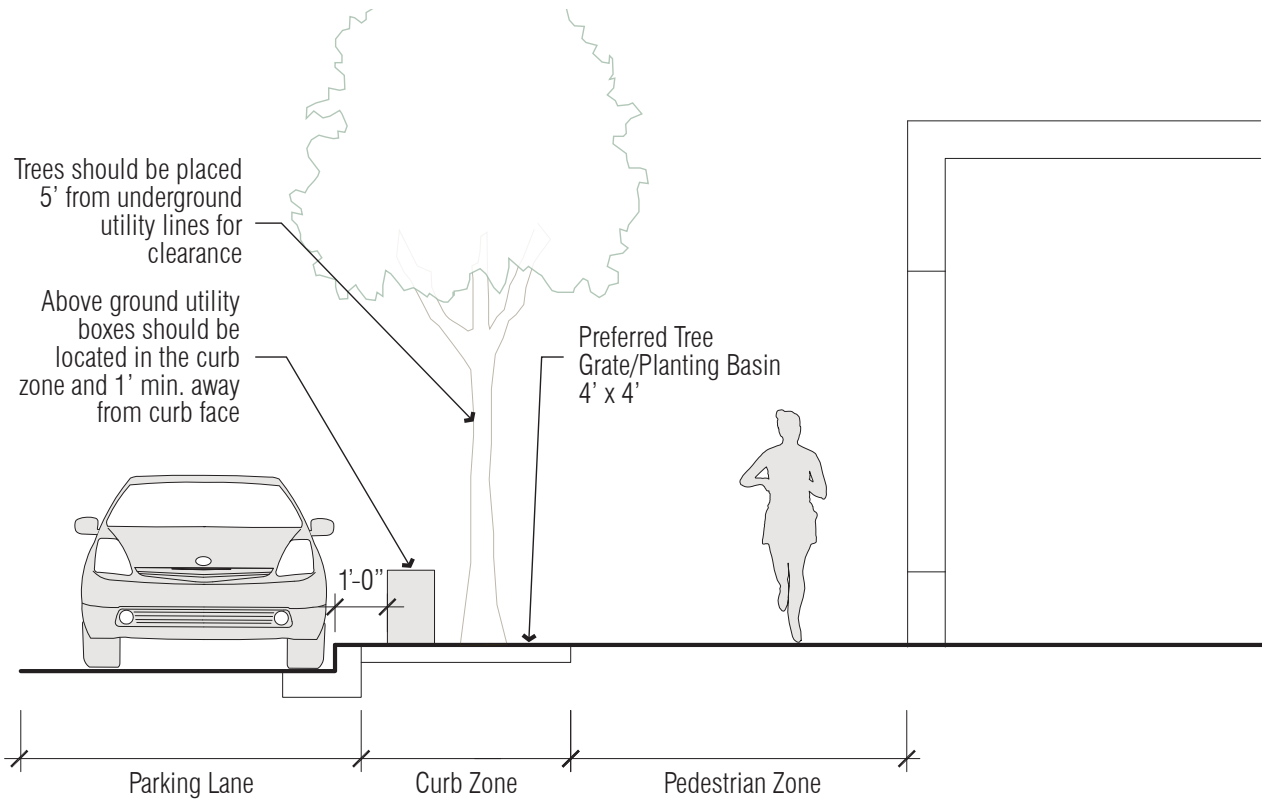 Trees should be placed
5’ from underground
utility lines for
clearance
Above ground utility
boxes should be
located in the curb
zone and 1’ min. away
from curb face
Preferred Tree
Grate/Planting Basin
4’ x 4’
1’-0”
Parking Lane
Curb Zone
Pedestrian Zone